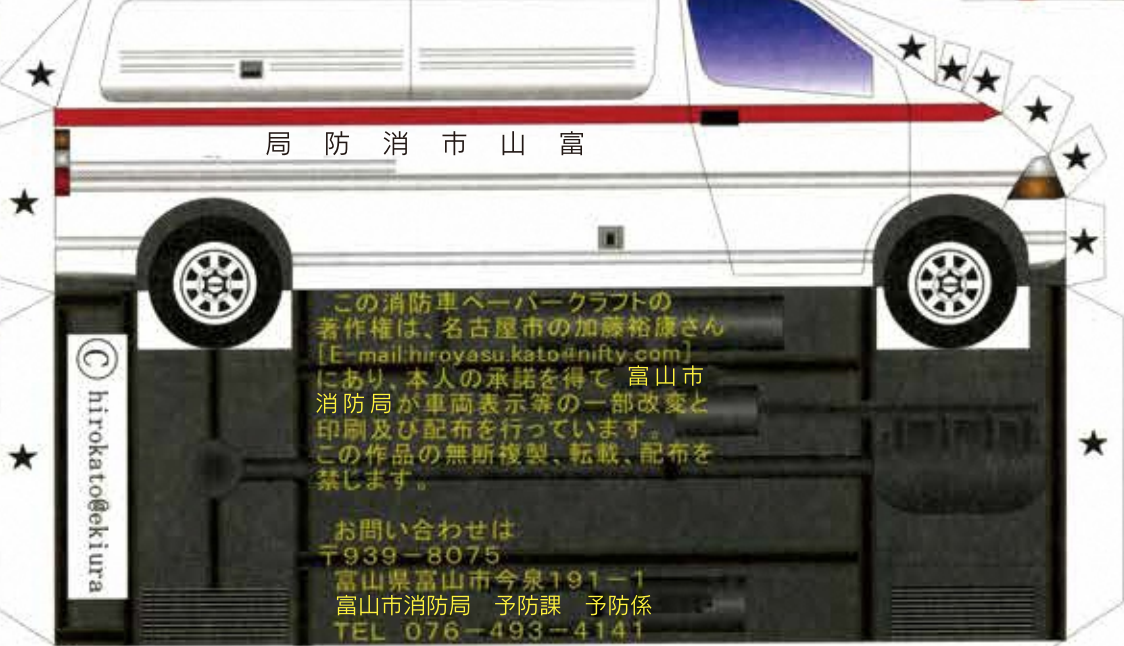 局防消市山富
この消防車ペーパークラフトの
著作権は、名古屋市の加藤裕康さん
[E-mail:hiroyasu.kato@nifty.com]
にあり、本人の承諾を得て 富山市
消防局が車両表示等の一部改変と
印刷及び配布を行っています。
この作品の無断複製、転載、配布を
禁じます。
お問い合わせは
〒939-8075
富山県富山市今泉191-1
富山市消防局 予防課 予防係
TEL 076-493-4141
© hirokato@ekiura